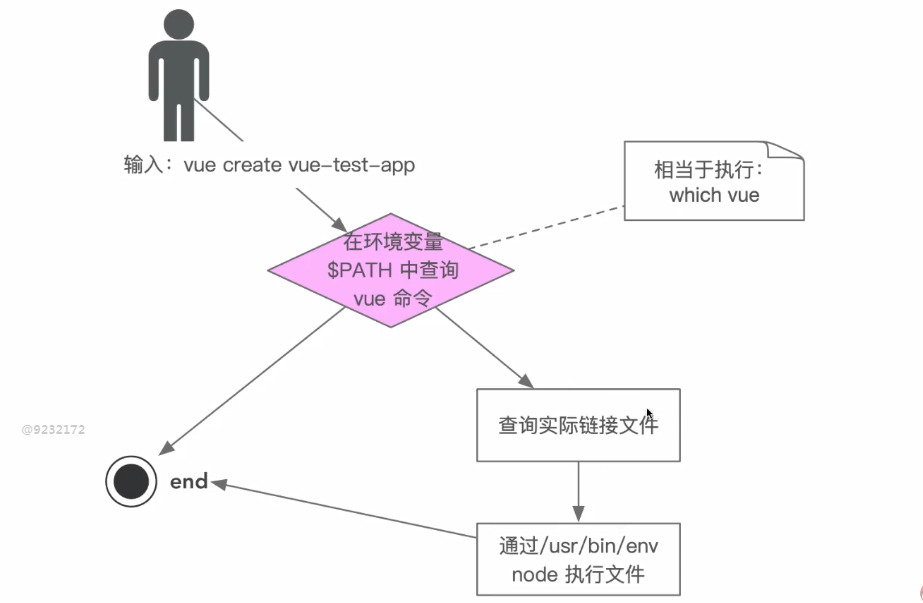 输入：vue create vue-test-app
相当于执行：
which vue
在环境变量
$PATH 中查询
vue 命令
查询实际链接文件
@9232172
end
通过/usr/bin/env
node 执行文件